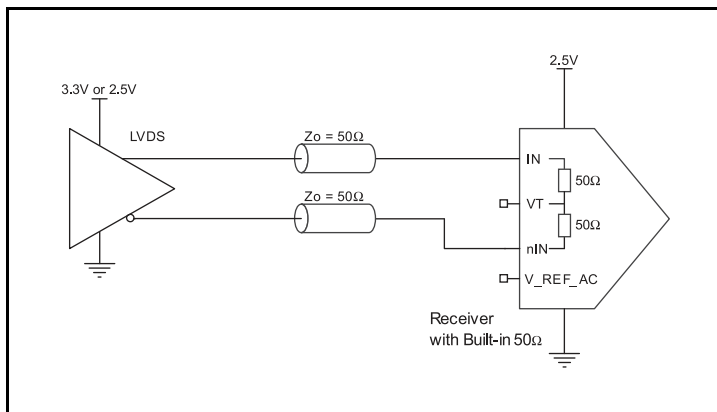 2.5V
3.3V or 2.5V
LVDS
Zo = 50Ω
IN
50Ω
Zo = 50Ω
VT
50Ω
nIN
V_REF_AC
Receiver
with Built-in 50Ω